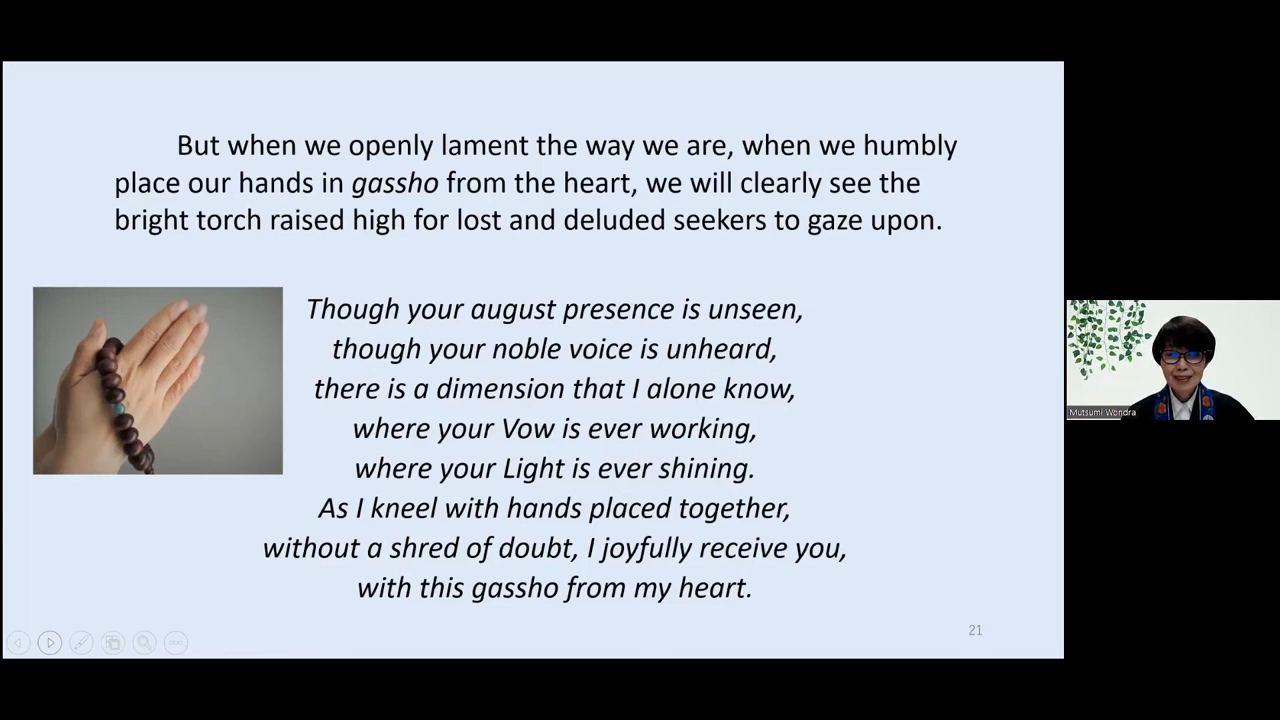 But when we openly lament the way we are, when we humbly
place our hands in gassho from the heart, we will clearly see the
bright torch raised high for lost and deluded seekers to gaze upon.
Though your august presence is unseen,
though your noble voice is unheard,
there is a dimension that I alone know,
where your Vow is ever working,
where your Light is ever shining.
As I kneel with hands placed together,
without a shred of doubt, I joyfully receive you,
with this gassho from my heart.
21
Mutsumi Wondra